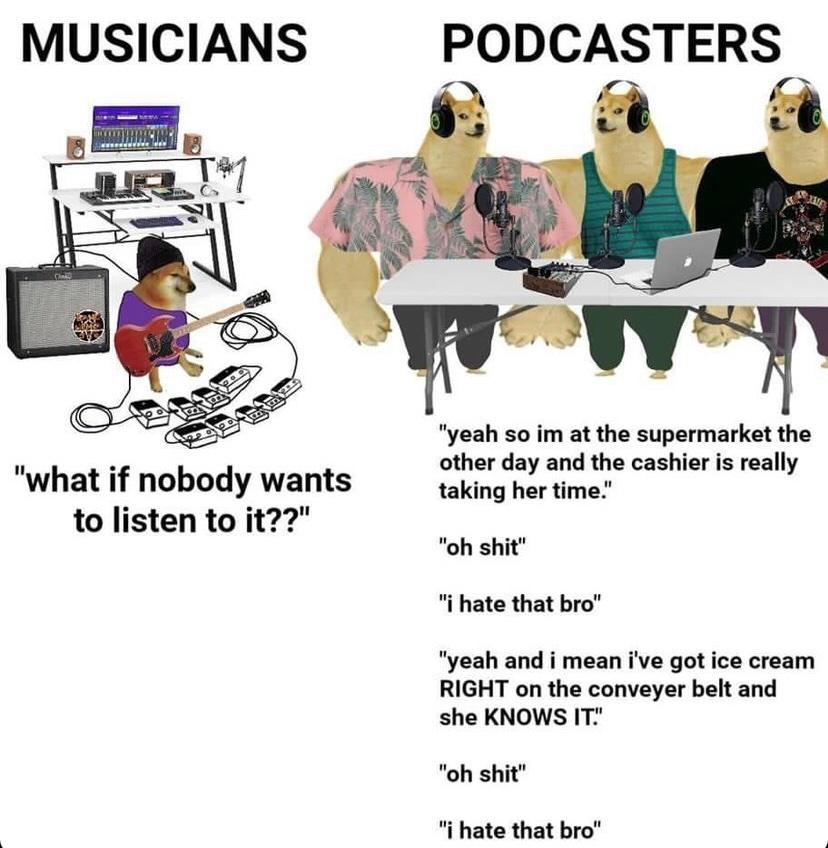 MUSICIANS
PODCASTERS
"what if nobody wants
to listen to it??"
"yeah so im at the supermarket the
other day and the cashier is really
taking her time."
"oh shit"
"i hate that bro"
"yeah and i mean i've got ice cream
RIGHT on the conveyer belt and
she KNOWS IT."
"oh shit"
"i hate that bro"